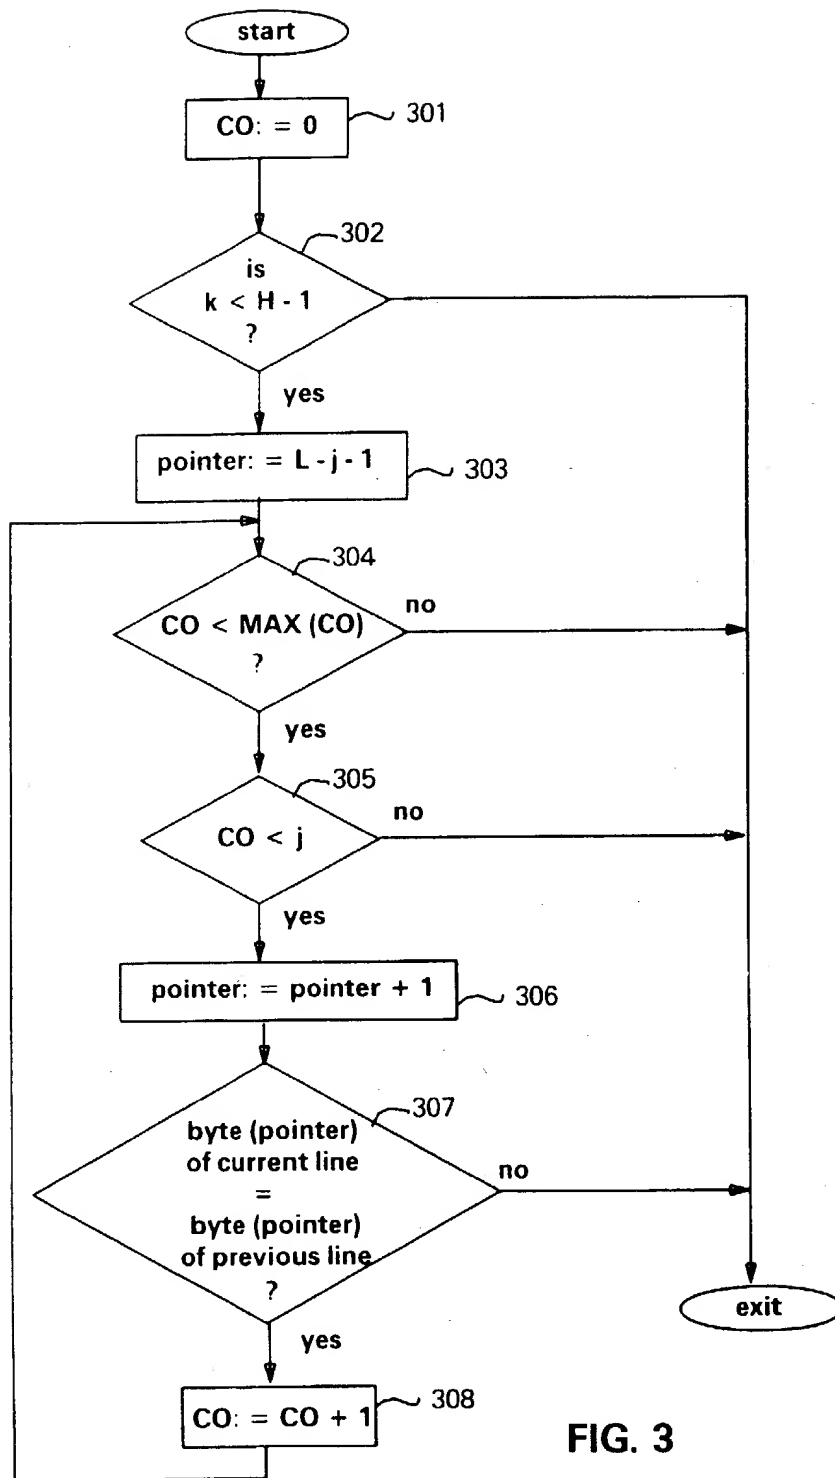 start
CO: = 0
301
302
is
k < H - 1
?
yes
pointer: = L - j - 1
303
304
CO < MAX (CO)
?
no
yes
305
CO < j
no
yes
pointer: = pointer + 1
306
307
byte (pointer)
of current line
=
byte (pointer)
of previous line
?
no
exit
yes
CO: = CO + 1
308
FIG. 3